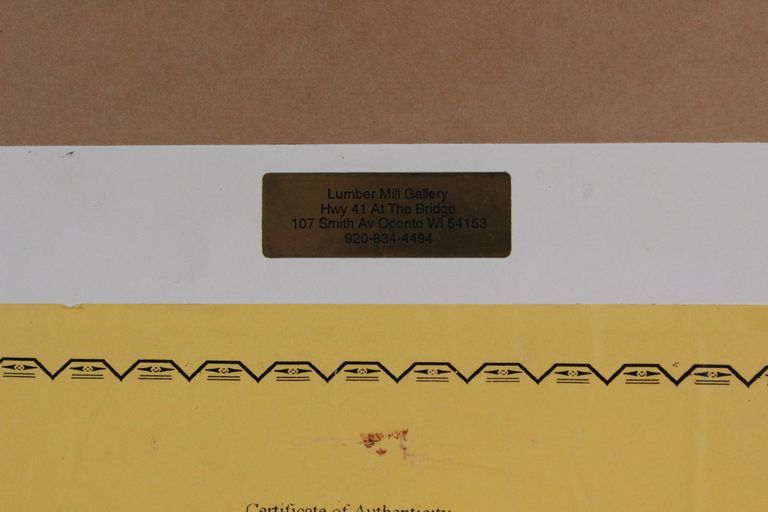 Lumber Mill Gallery
Hwy 41 At The Bridge
107 Smith Av Oconto WI 54153
920-834-4494
Certificate of Authenticity